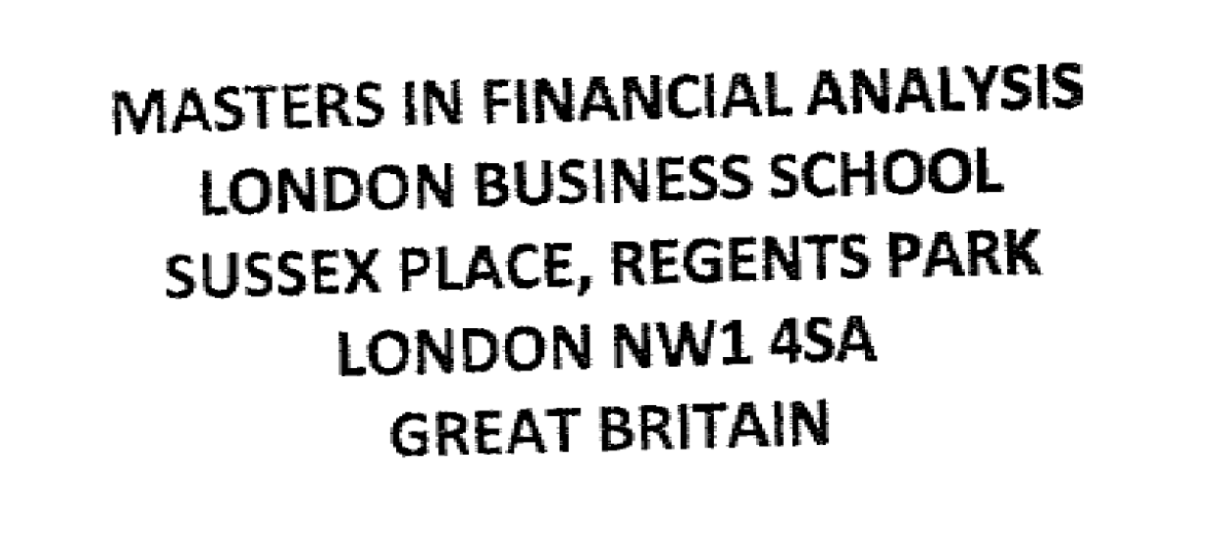 MASTERS IN FINANCIAL ANALYSIS
LONDON BUSINESS SCHOOL
SUSSEX PLACE, REGENTS PARK
LONDON NW1 4SA
GREAT BRITAIN